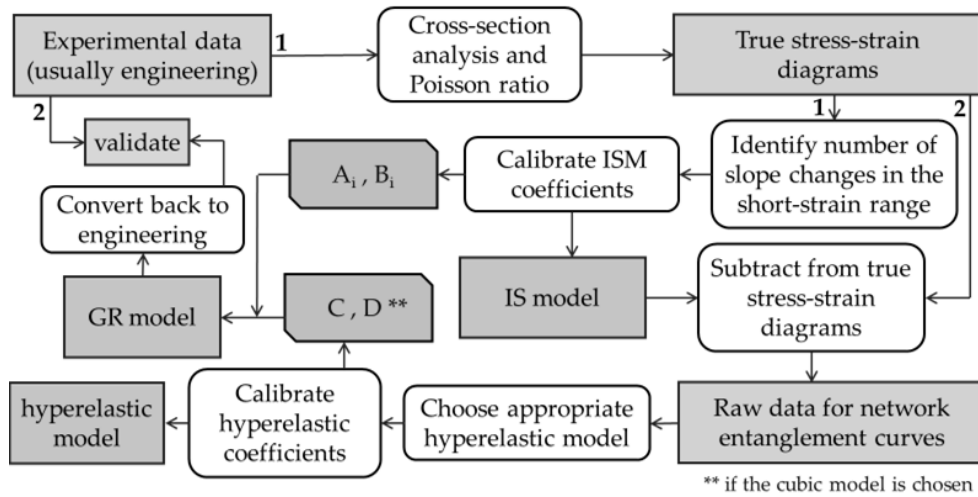 Experimental data
(usually engineering)
1
2
Cross-section
analysis and
Poisson ratio
True stress-strain
diagrams
1
2
validate
Convert back to
engineering
A_i , B_i
Calibrate ISM
coefficients
Identify number of
slope changes in the
short-strain range
GR model
C , D **
IS model
Subtract from true
stress-strain
diagrams
hyperelastic
model
Calibrate
hyperelastic
coefficients
Choose appropriate
hyperelastic model
Raw data for network
entanglement curves
** if the cubic model is chosen